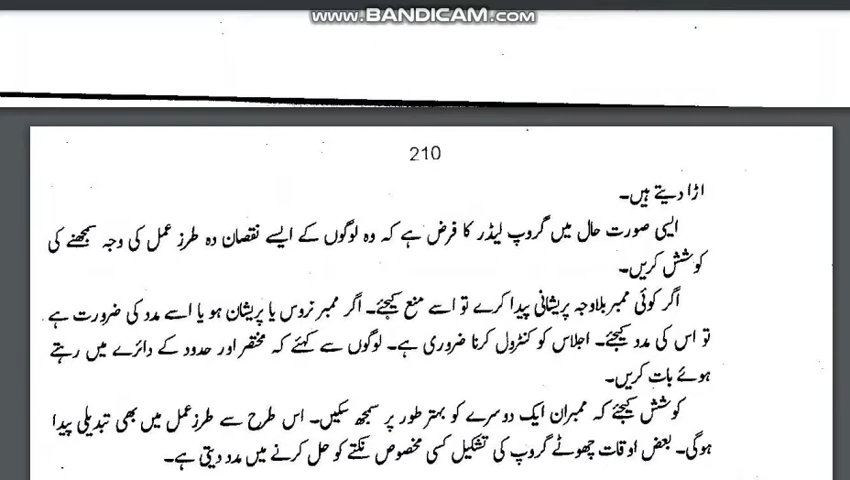 www.BANDICAM.com
210
اڑا دیتے ہیں۔
ایسی صورت حال میں گروپ لیڈر کا فرض ہے کہ وہ لوگوں کے ایسے نقصان دہ طرز عمل کی وجہ سمجھنے کی
کوشش کریں۔
اگر کوئی ممبر بلاوجہ پریشانی پیدا کرے تو اسے منع کیجئے۔ اگر ممبر نروس یا پریشان ہو یا اسے مدد کی ضرورت ہے
تو اس کی مدد کیجئے۔ اجلاس کو کنٹرول کرنا ضروری ہے۔ لوگوں سے کہئے کہ مختصر اور حدود کے دائرے میں رہتے
ہوئے بات کریں۔
کوشش کیجئے کہ ممبران ایک دوسرے کو بہتر طور پر سمجھ سکیں۔ اس طرح سے طرز عمل میں بھی تبدیلی پیدا
ہوگی۔ بعض اوقات چھوٹے گروپ کی تشکیل کسی مخصوص نکتے کو حل کرنے میں مدد دیتی ہے۔